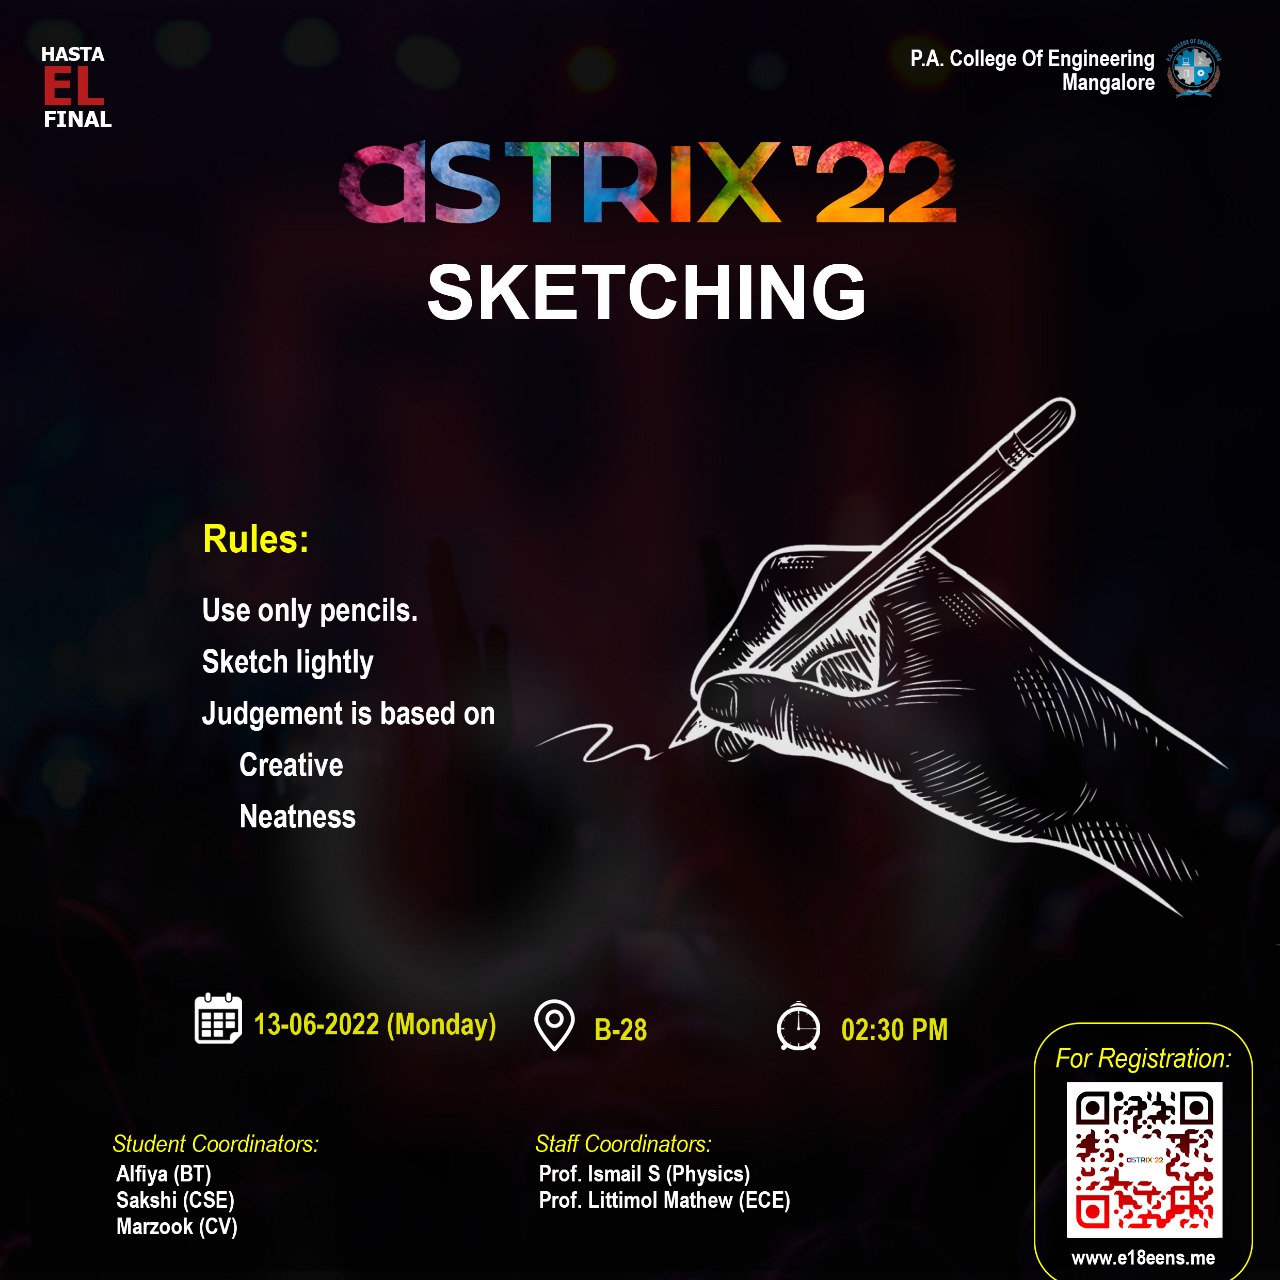 HASTA
EL
FINAL
P.A. College Of Engineering
Mangalore
aSTRIX'22
SKETCHING
Rules:
Use only pencils.
Sketch lightly
Judgement is based on
Creative
Neatness
13-06-2022 (Monday)
B-28
02:30 PM
Student Coordinators:
Alfiya (BT)
Sakshi (CSE)
Marzook (CV)
Staff Coordinators:
Prof. Ismail S (Physics)
Prof. Littimol Mathew (ECE)
For Registration:
aSTRIX'22
www.e18eens.me